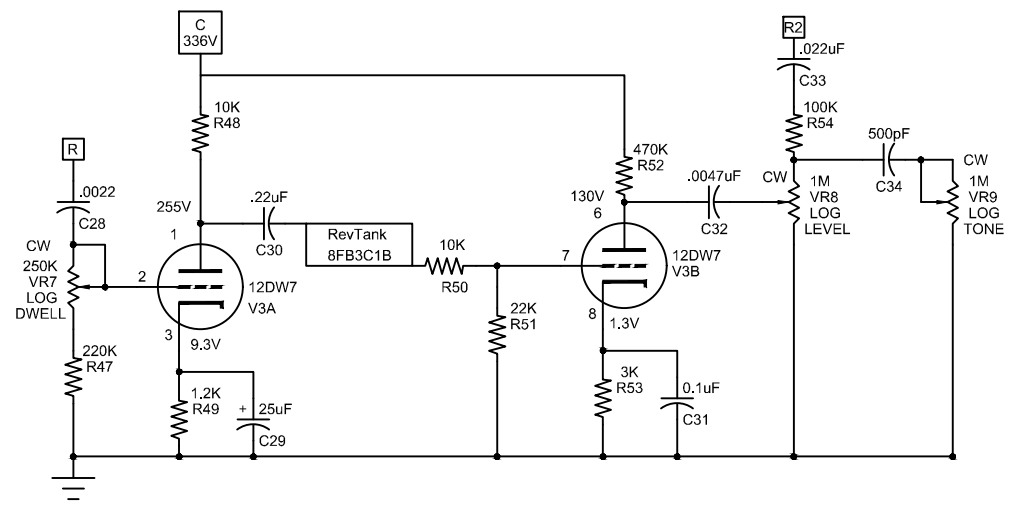 C
336V
10K
R48
R
.0022
C28
CW
250K
VR7
LOG
DWELL
220K
R47
255V
1
2
3
12DW7
V3A
9.3V
1.2K
R49
+
25uF
C29
.22uF
C30
RevTank
8FB3C1B
10K
R50
22K
R51
470K
R52
130V
6
7
8
12DW7
V3B
1.3V
3K
R53
0.1uF
C31
.0047uF
C32
R2
.022uF
C33
100K
R54
CW
1M
VR8
LOG
LEVEL
500pF
C34
CW
1M
VR9
LOG
TONE